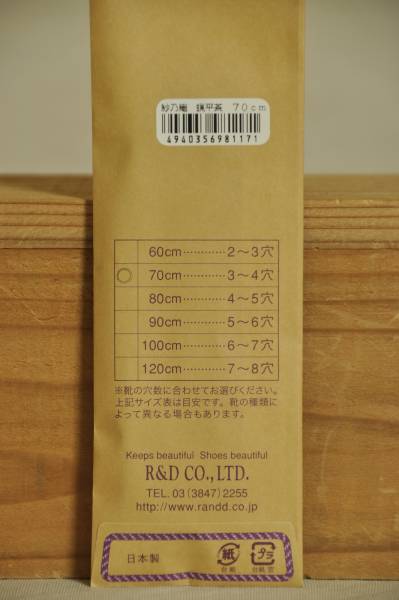 紗乃織 錆平茶 70cm
4940356981171
60cm…………2～3穴
70cm…………3～4穴
80cm…………4～5穴
90cm…………5～6穴
100cm………6～7穴
120cm………7～8穴
※靴の穴数に合わせてお選びください。
上記サイズ表は目安です。靴の種類に
よって異なる場合もあります。
Keeps beautiful Shoes beautiful
R&D CO.,LTD.
TEL. 03 (3847) 2255
http://www.randd.co.jp
日本製
紙 プラ
台紙